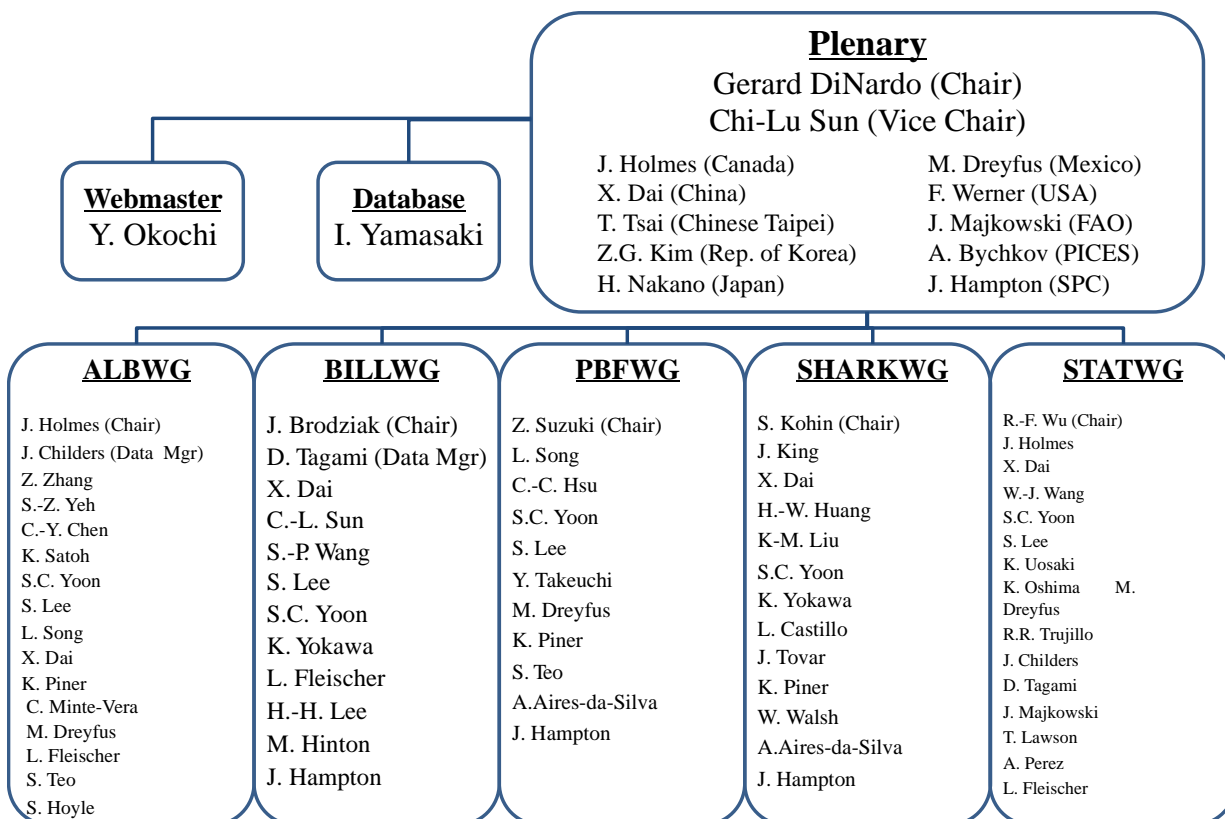 Plenary
Gerard DiNardo (Chair)
Chi-Lu Sun (Vice Chair)
J. Holmes (Canada)
X. Dai (China)
T. Tsai (Chinese Taipei)
Z.G. Kim (Rep. of Korea)
H. Nakano (Japan)
M. Dreyfus (Mexico)
F. Werner (USA)
J. Majkowski (FAO)
A. Bychkov (PICES)
J. Hampton (SPC)
Webmaster
Y. Okochi
Database
I. Yamasaki
ALBWG
J. Holmes (Chair)
J. Childers (Data Mgr)
Z. Zhang
S.-Z. Yeh
C.-Y. Chen
K. Satoh
S.C. Yoon
S. Lee
L. Song
X. Dai
K. Piner
C. Minte-Vera
M. Dreyfus
L. Fleischer
S. Teo
S. Hoyle
BILLWG
J. Brodziak (Chair)
D. Tagami (Data Mgr)
X. Dai
C.-L. Sun
S.-P. Wang
S. Lee
S.C. Yoon
K. Yokawa
L. Fleischer
H.-H. Lee
M. Hinton
J. Hampton
PBFWG
Z. Suzuki (Chair)
L. Song
C.-C. Hsu
S.C. Yoon
S. Lee
Y. Takeuchi
M. Dreyfus
K. Piner
S. Teo
A.Aires-da-Silva
J. Hampton
SHARKWG
S. Kohin (Chair)
J. King
X. Dai
H.-W. Huang
K-M. Liu
S.C. Yoon
K. Yokawa
L. Castillo
J. Tovar
K. Piner
W. Walsh
A.Aires-da-Silva
J. Hampton
STATWG
R.-F. Wu (Chair)
J. Holmes
X. Dai
W.-J. Wang
S.C. Yoon
S. Lee
K. Uosaki
K. Oshima M.
Dreyfus
R.R. Trujillo
J. Childers
D. Tagami
J. Majkowski
T. Lawson
A. Perez
L. Fleischer